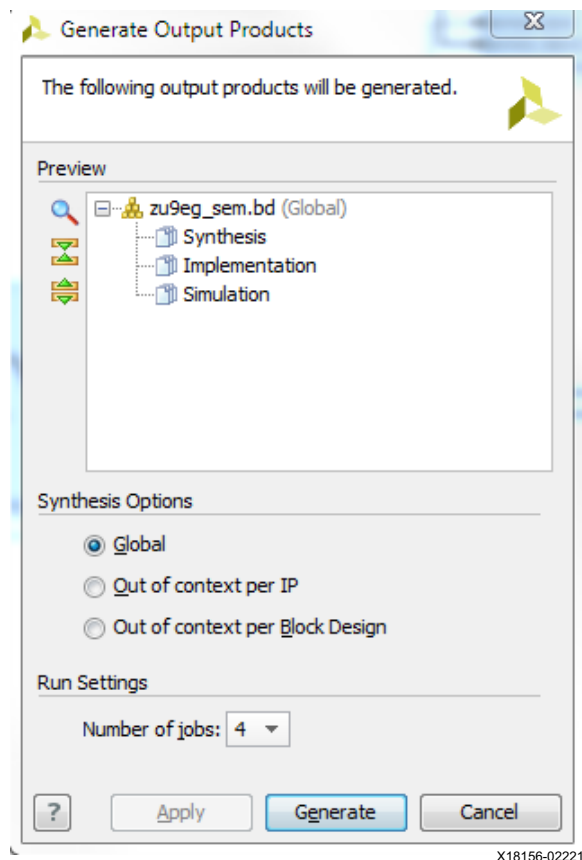 Generate Output Products
The following output products will be generated.
Preview
zu9eg_sem.bd (Global)
Synthesis
Implementation
Simulation
Synthesis Options
Global
Out of context per IP
Out of context per Block Design
Run Settings
Number of jobs: 4
? Apply Generate Cancel
X18156-02221